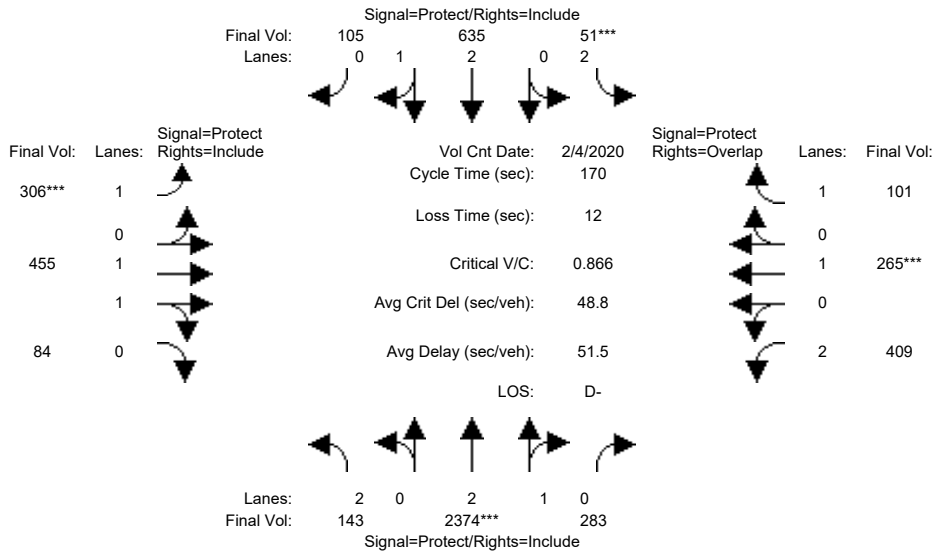 Signal=Protect/Rights=Include
Final Vol: 105 635 51***
Lanes: 0 1 2 0 2
Signal=Protect
Final Vol: Lanes: Rights=Include
Vol Cnt Date: 2/4/2020
Signal=Protect
Rights=Overlap Lanes: Final Vol:
Cycle Time (sec): 170
306*** 1
1 101
Loss Time (sec): 12
0
0
455 1
Critical V/C: 0.866
1 265***
1
Avg Crit Del (sec/veh): 48.8
0
84 0
Avg Delay (sec/veh): 51.5
2 409
LOS: D-
Lanes: 2 0 2 1 0
Final Vol: 143 2374*** 283
Signal=Protect/Rights=Include